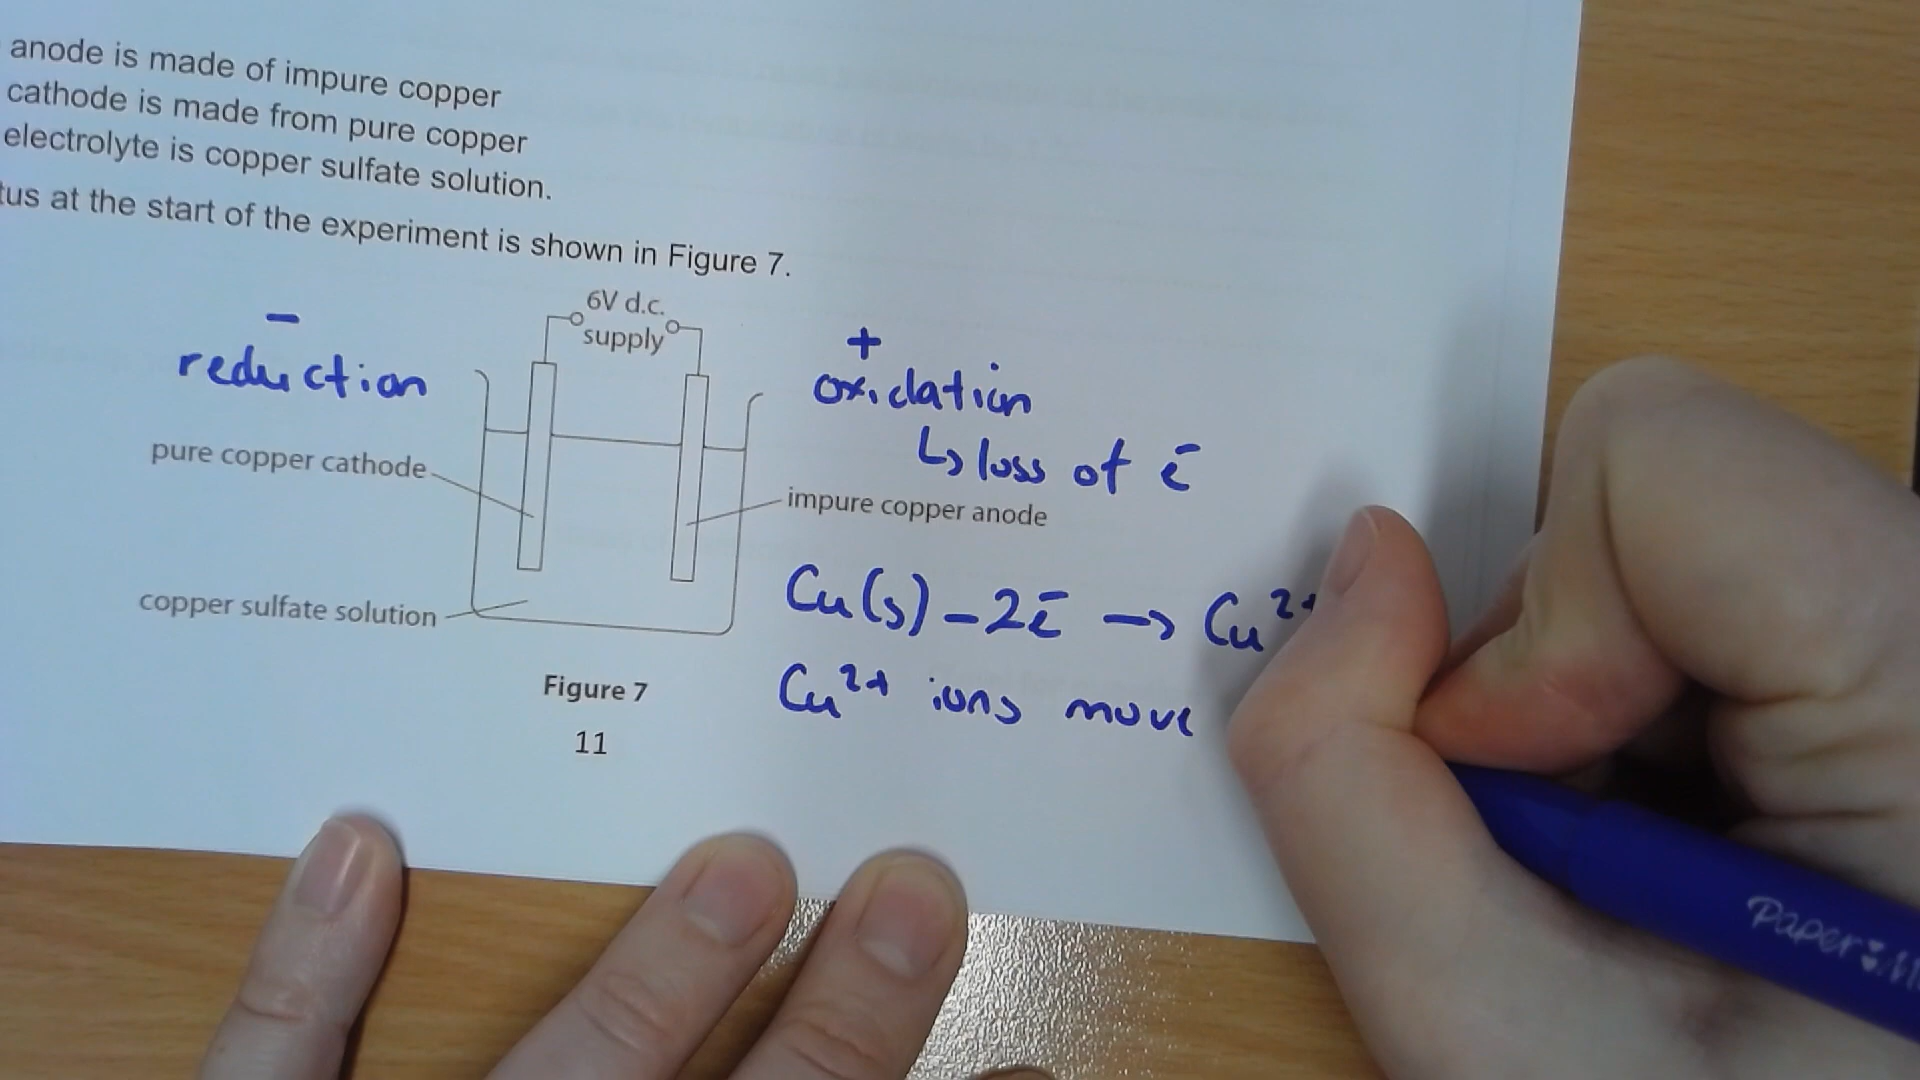 anode is made of impure copper
cathode is made from pure copper
electrolyte is copper sulfate solution.
tus at the start of the experiment is shown in Figure 7.
6V d.c.
supply
−
reduction
+
oxidation
↳ loss of ē
pure copper cathode
impure copper anode
copper sulfate solution
Cu(s) − 2ē → Cu²⁺
Cu²⁺ ions move
Figure 7
11
Paper